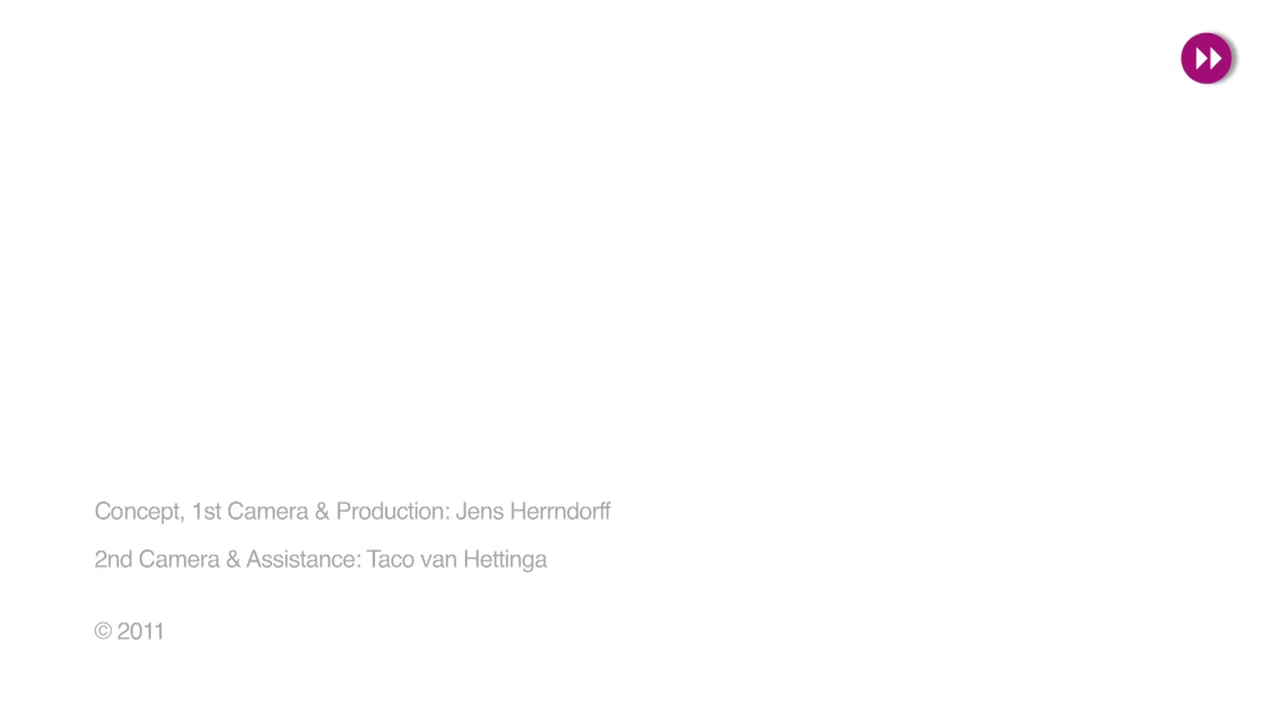 Concept, 1st Camera & Production: Jens Herrndorff
2nd Camera & Assistance: Taco van Hettinga
© 2011